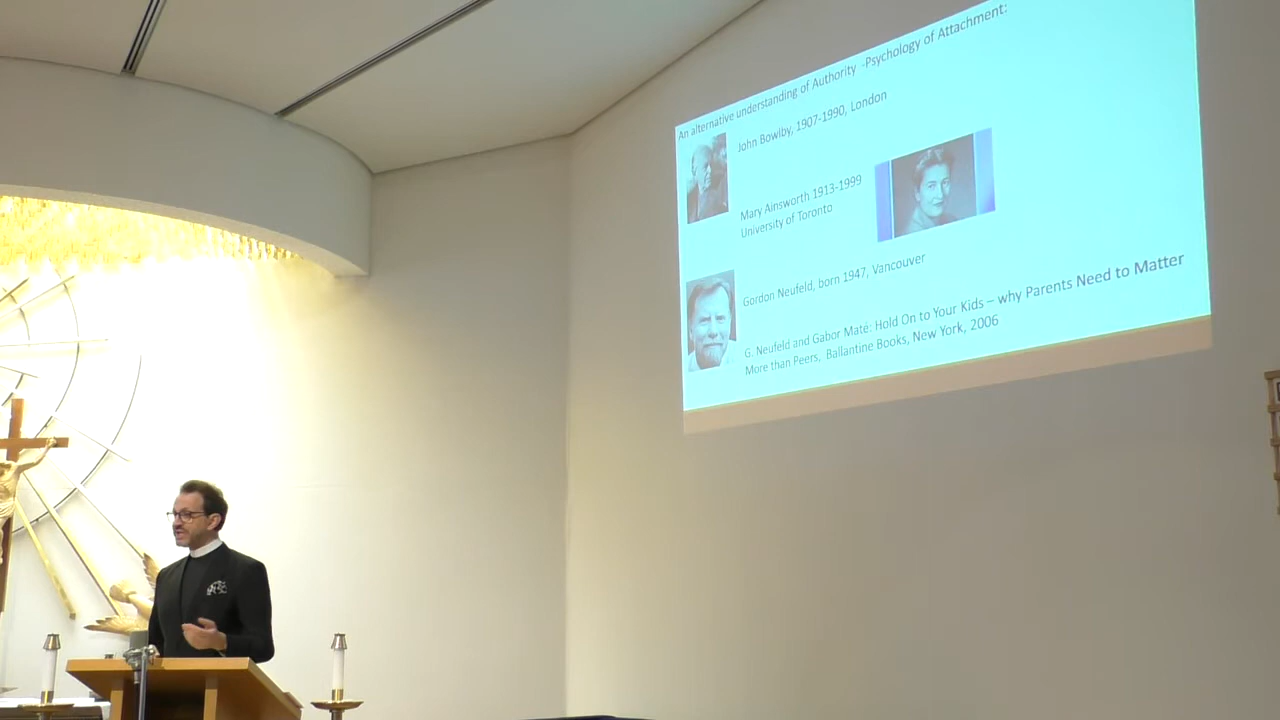 An alternative understanding of Authority -Psychology of Attachment:
John Bowlby, 1907-1990, London
Mary Ainsworth 1913-1999
University of Toronto
Gordon Neufeld, born 1947, Vancouver
G. Neufeld and Gabor Maté: Hold On to Your Kids – why Parents Need to Matter
More than Peers, Ballantine Books, New York, 2006